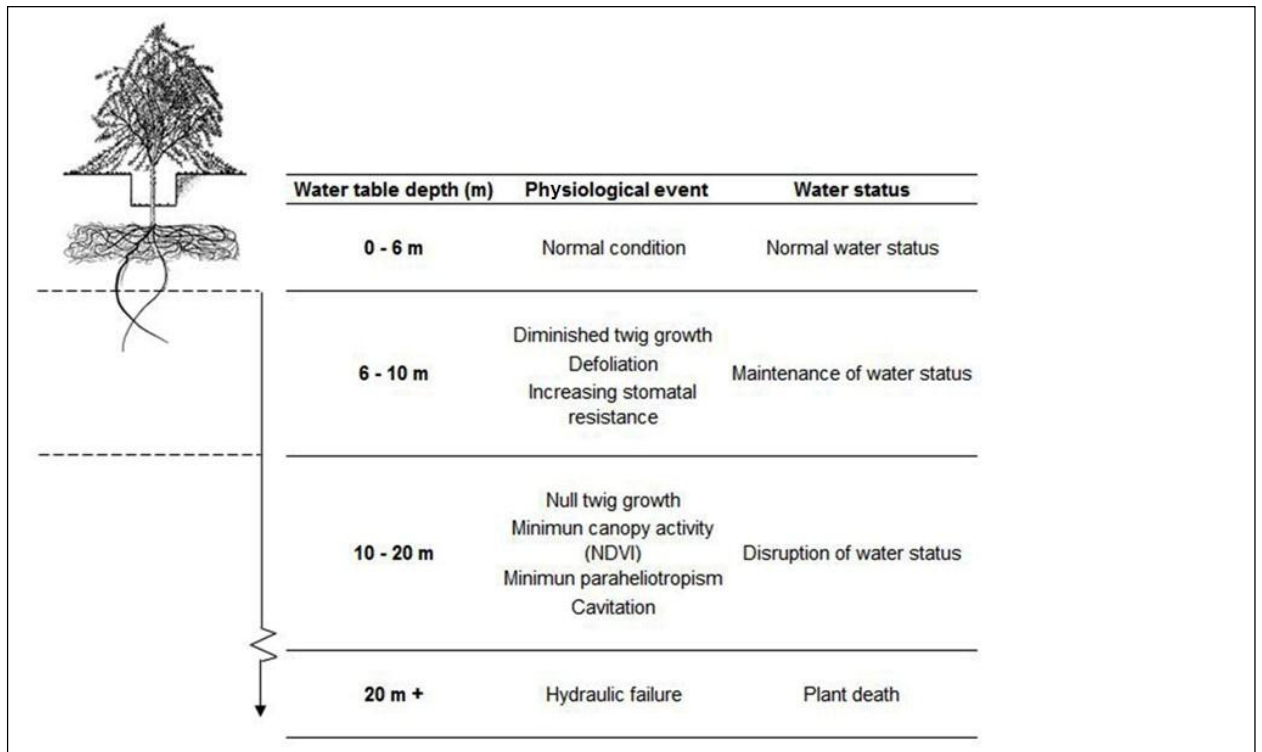 Water table depth (m) Physiological event Water status
0 - 6 m Normal condition Normal water status
Diminished twig growth
Defoliation
6 - 10 m Maintenance of water status
Increasing stomatal
resistance
Null twig growth
Minimun canopy activity
(NDVI)
10 - 20 m Disruption of water status
Minimun paraheliotropism
Cavitation
20 m + Hydraulic failure Plant death